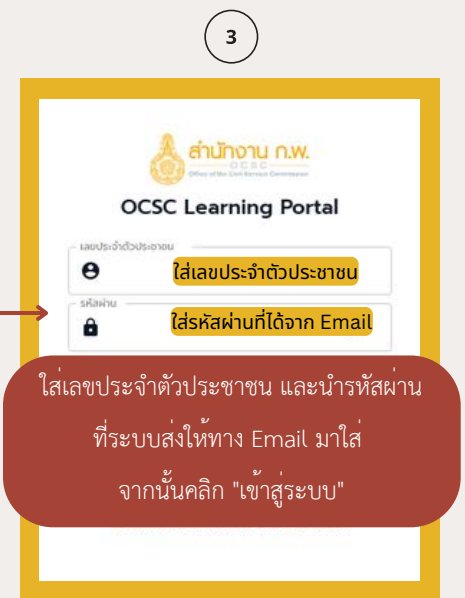 3
สำนักงาน ก.พ.
OCSC
Office of the Civil Service Commission
OCSC Learning Portal
เลขประจำตัวประชาชน
ใส่เลขประจำตัวประชาชน
รหัสผ่าน
ใส่รหัสผ่านที่ได้จาก Email
ใส่เลขประจำตัวประชาชน และนำรหัสผ่าน
ที่ระบบส่งให้ทาง Email มาใส่
จากนั้นคลิก "เข้าสู่ระบบ"